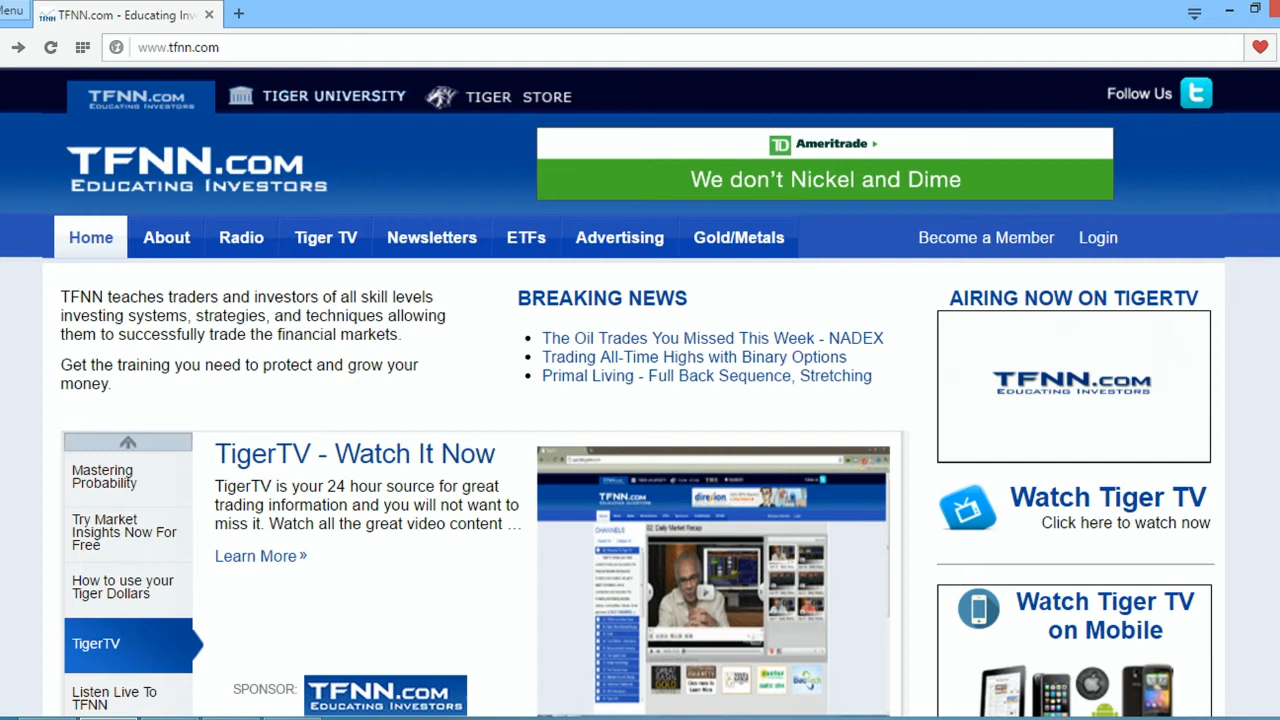 Menu
TFNN.com - Educating Inv
www.tfnn.com
TFNN.com
Educating Investors
TIGER UNIVERSITY
TIGER STORE
Follow Us
TFNN.com
Educating Investors
TD Ameritrade
We don't Nickel and Dime
Home
About
Radio
Tiger TV
Newsletters
ETFs
Advertising
Gold/Metals
Become a Member
Login
TFNN teaches traders and investors of all skill levels
investing systems, strategies, and techniques allowing
them to successfully trade the financial markets.
Get the training you need to protect and grow your
money.
BREAKING NEWS
The Oil Trades You Missed This Week - NADEX
Trading All-Time Highs with Binary Options
Primal Living - Full Back Sequence, Stretching
AIRING NOW ON TIGERTV
TFNN.com
Educating Investors
Watch Tiger TV
Click here to watch now
Watch Tiger TV
on Mobile
Mastering
Probability
Try Market
Insights Now For
Free
How to use your
Tiger Dollars
TigerTV
Listen Live To
TFNN
TigerTV - Watch It Now
TigerTV is your 24 hour source for great
trading information and you will not want to
miss it. Watch all the great video content ...
Learn More »
TFNN.com
direxion
CHANNELS
02. Daily Market Recap
SPONSOR:
TFNN.com
Educating Investors